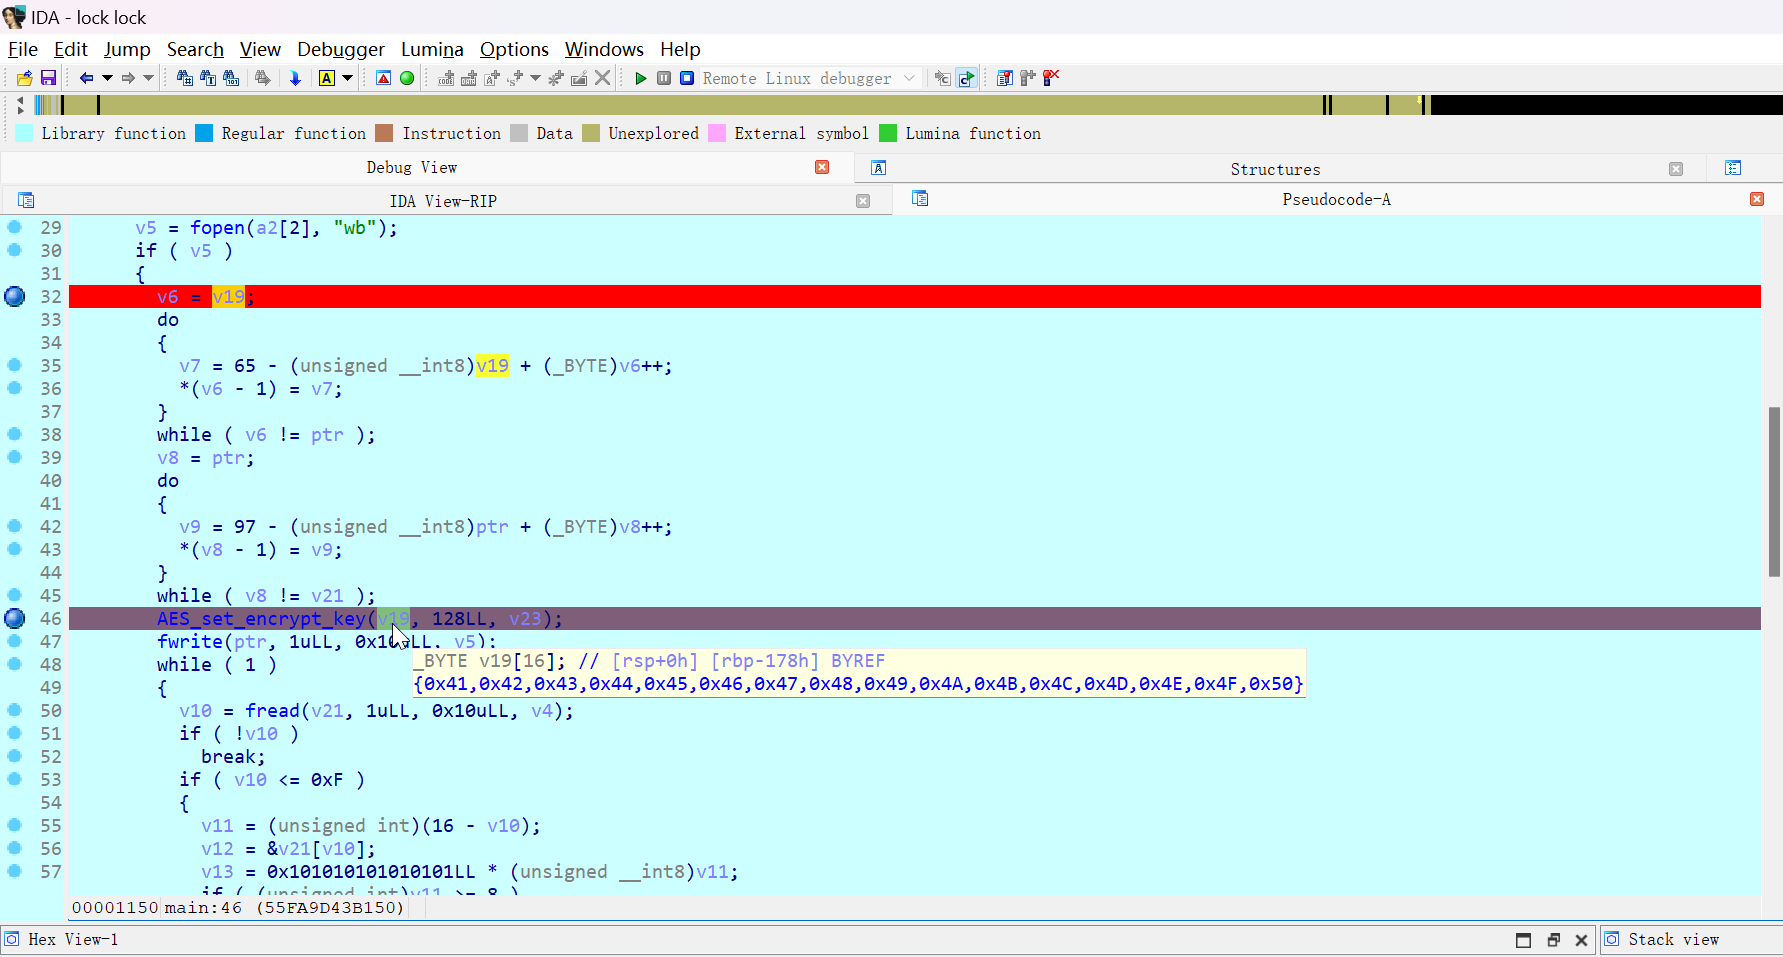 IDA - lock lock
File Edit Jump Search View Debugger Lumina Options Windows Help
Remote Linux debugger
Library function Regular function Instruction Data Unexplored External symbol Lumina function
Debug View Structures
IDA View-RIP Pseudocode-A
29 v5 = fopen(a2[2], "wb");
30 if ( v5 )
31 {
32 v6 = v19;
33 do
34 {
35 v7 = 65 - (unsigned __int8)v19 + (_BYTE)v6++;
36 *(v6 - 1) = v7;
37 }
38 while ( v6 != ptr );
39 v8 = ptr;
40 do
41 {
42 v9 = 97 - (unsigned __int8)ptr + (_BYTE)v8++;
43 *(v8 - 1) = v9;
44 }
45 while ( v8 != v21 );
46 AES_set_encrypt_key(v19, 128LL, v23);
47 fwrite(ptr, 1uLL, 0x10uLL, v5);
_BYTE v19[16]; // [rsp+0h] [rbp-178h] BYREF
48 while ( 1 )
{0x41,0x42,0x43,0x44,0x45,0x46,0x47,0x48,0x49,0x4A,0x4B,0x4C,0x4D,0x4E,0x4F,0x50}
49 {
50 v10 = fread(v21, 1uLL, 0x10uLL, v4);
51 if ( !v10 )
52 break;
53 if ( v10 <= 0xF )
54 {
55 v11 = (unsigned int)(16 - v10);
56 v12 = &v21[v10];
57 v13 = 0x101010101010101LL * (unsigned __int8)v11;
if ( (unsigned int)v11 >= 8 )
00001150 main:46 (55FA9D43B150)
Hex View-1 Stack view